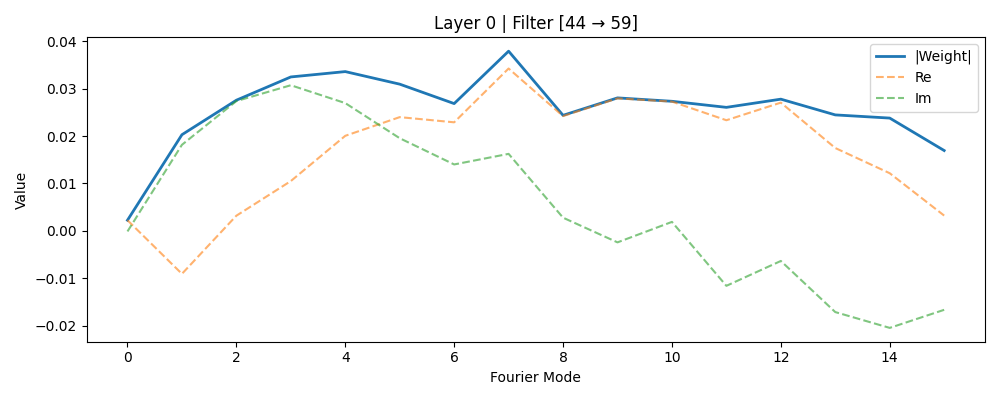 Layer 0 | Filter [44 → 59]
0.04
0.03
0.02
0.01
0.00
−0.01
−0.02
Value
|Weight|
Re
Im
0 2 4 6 8 10 12 14
Fourier Mode